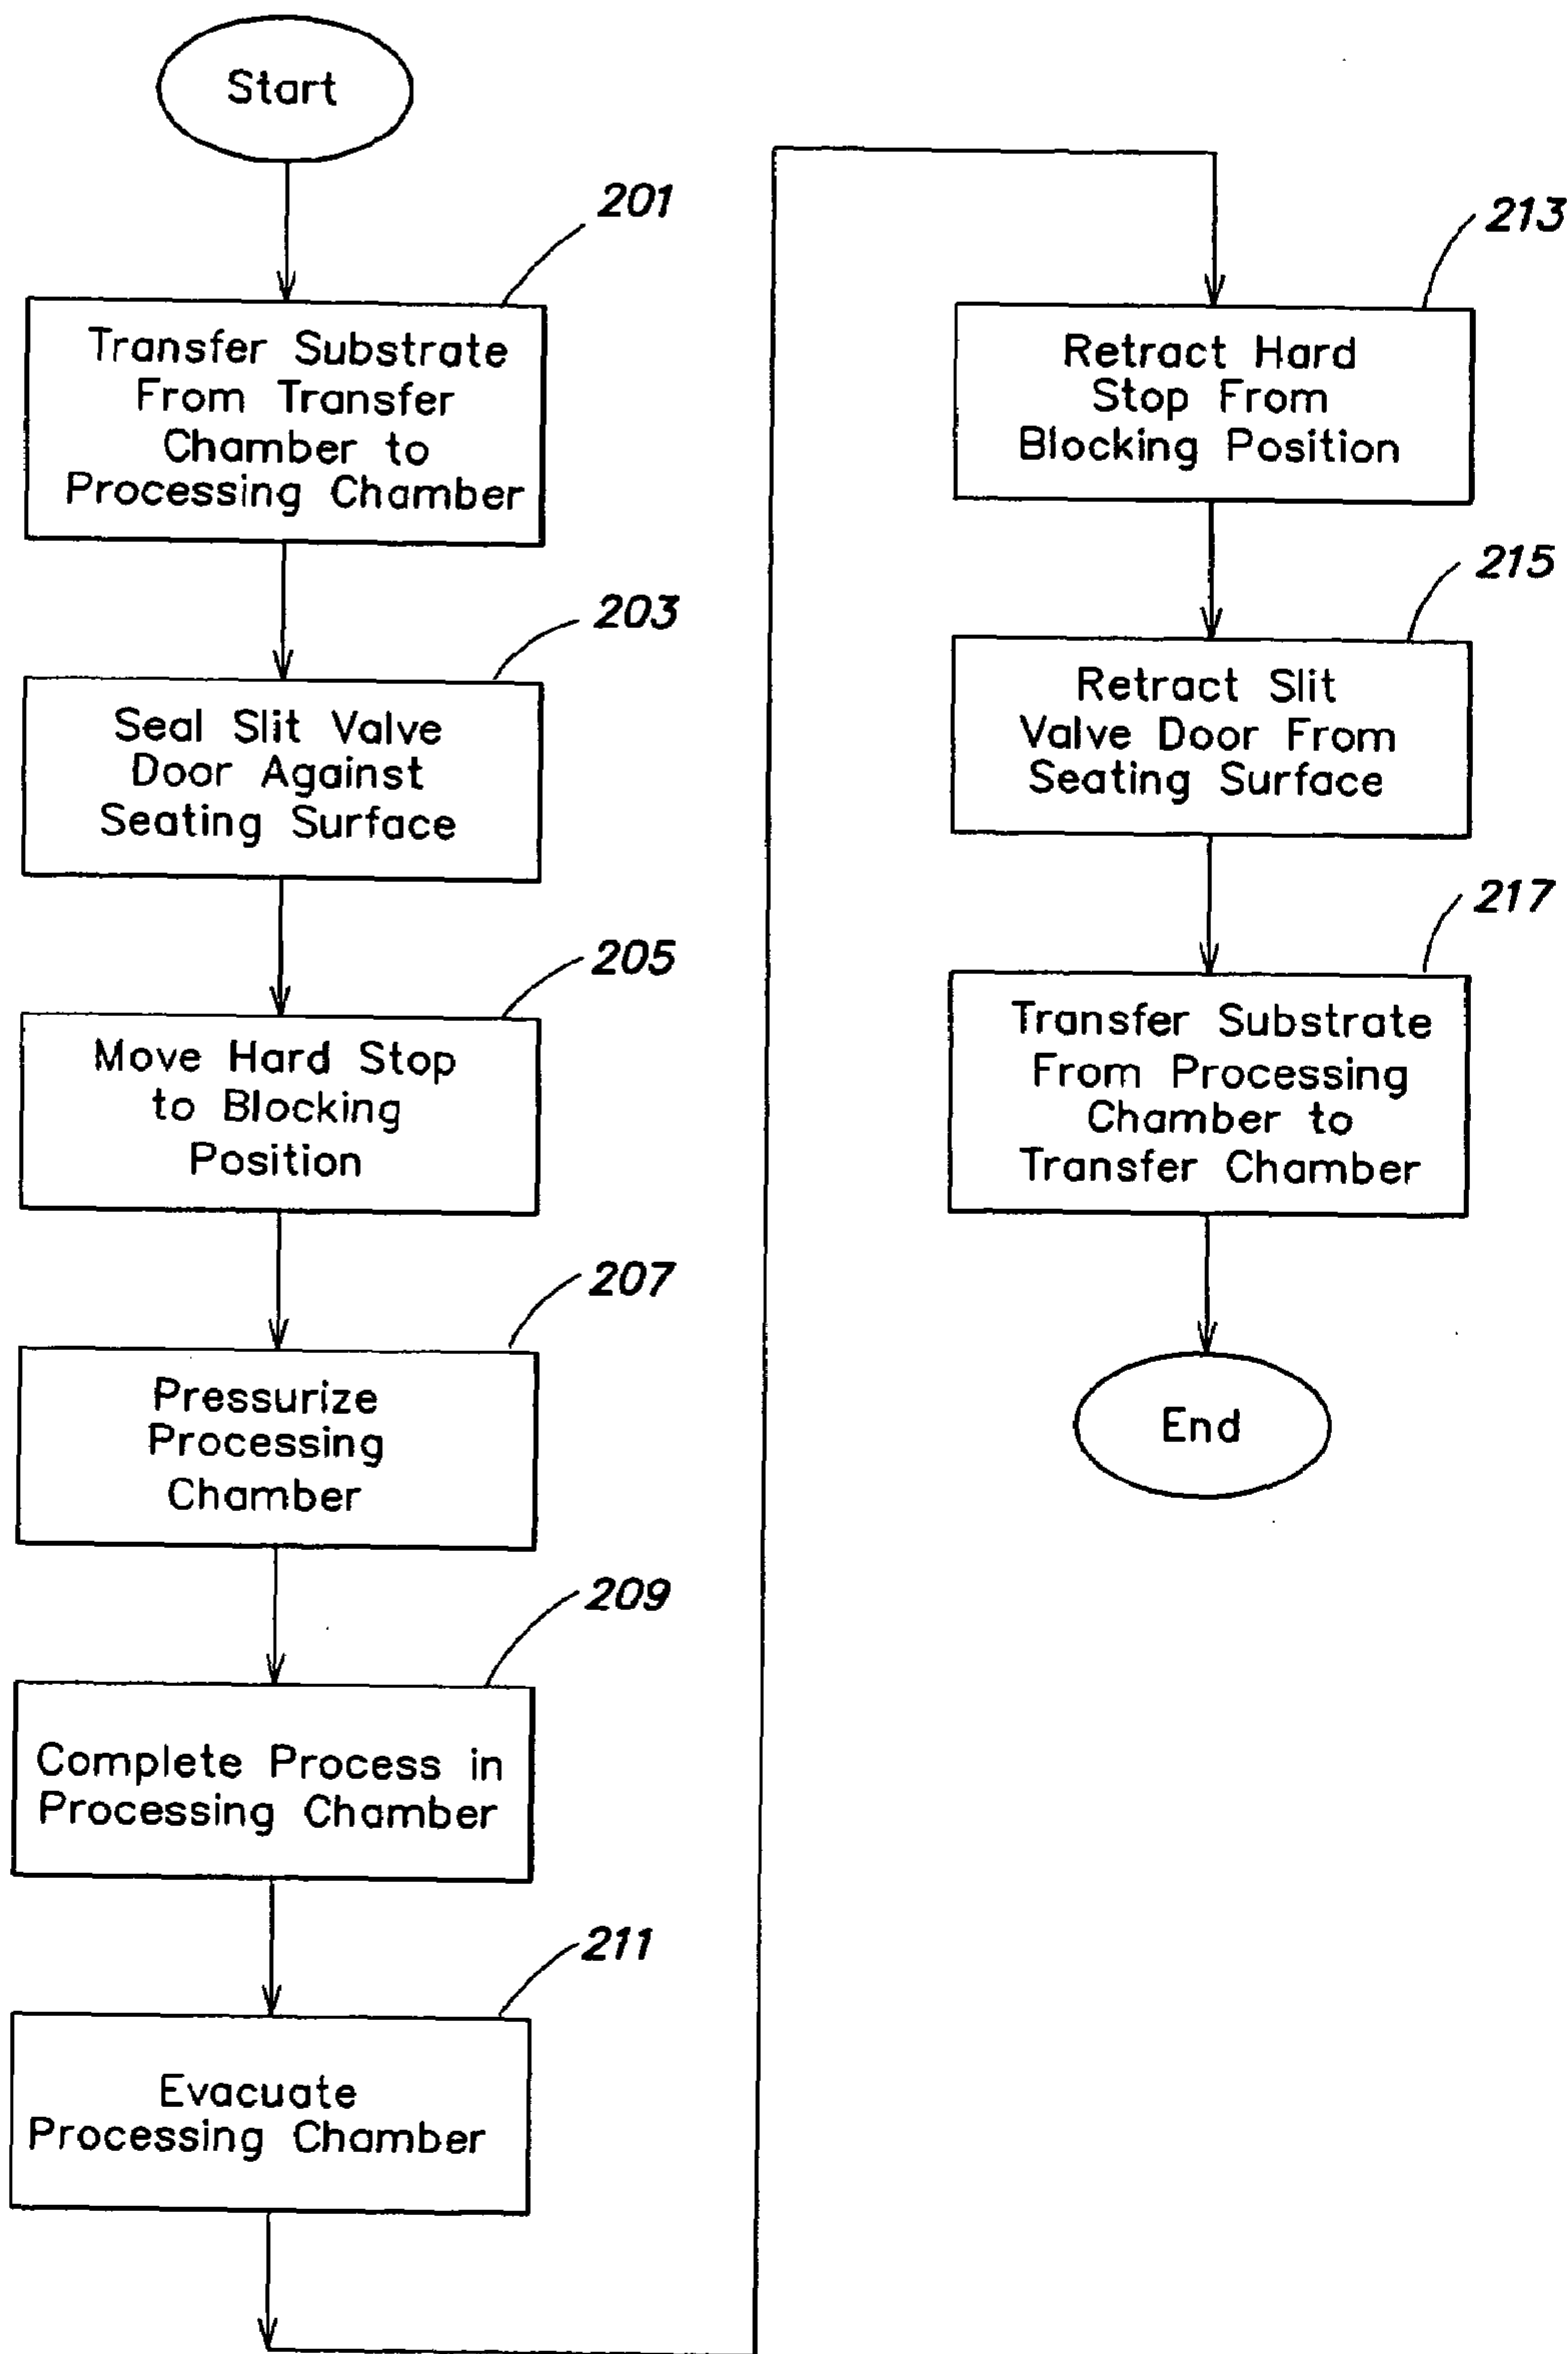 Start
201
Transfer Substrate
From Transfer
Chamber to
Processing Chamber
203
Seal Slit Valve
Door Against
Seating Surface
205
Move Hard Stop
to Blocking
Position
207
Pressurize
Processing
Chamber
209
Complete Process in
Processing Chamber
211
Evacuate
Processing Chamber
213
Retract Hard
Stop From
Blocking Position
215
Retract Slit
Valve Door From
Seating Surface
217
Transfer Substrate
From Processing
Chamber to
Transfer Chamber
End